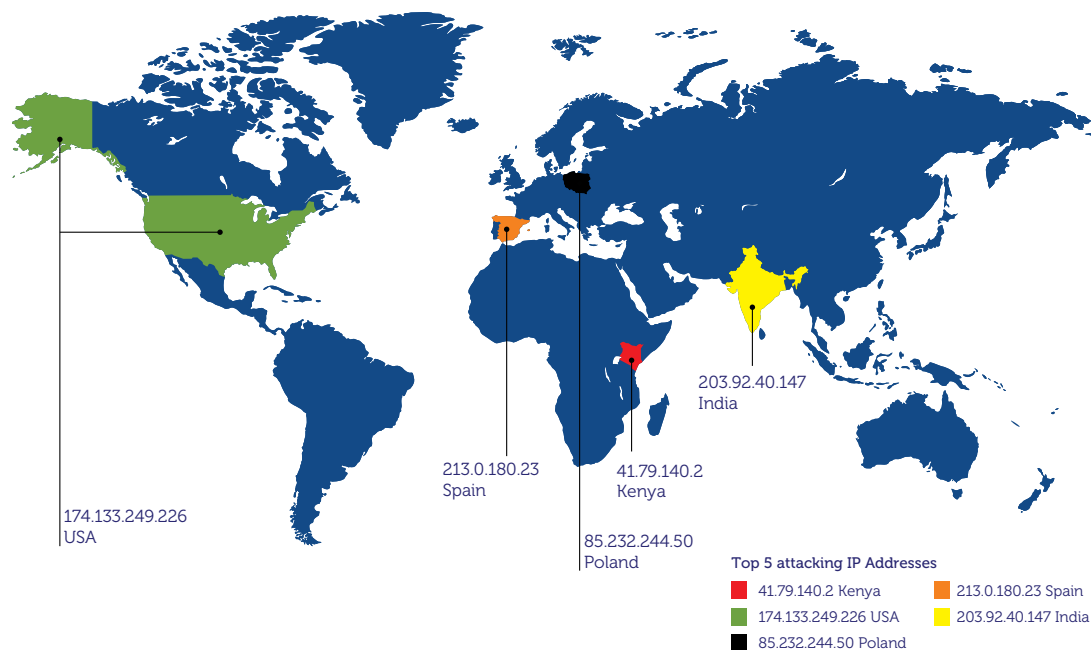 203.92.40.147
India
213.0.180.23
Spain
41.79.140.2
Kenya
174.133.249.226
USA
85.232.244.50
Poland
Top 5 attacking IP Addresses
41.79.140.2 Kenya
174.133.249.226 USA
85.232.244.50 Poland
213.0.180.23 Spain
203.92.40.147 India